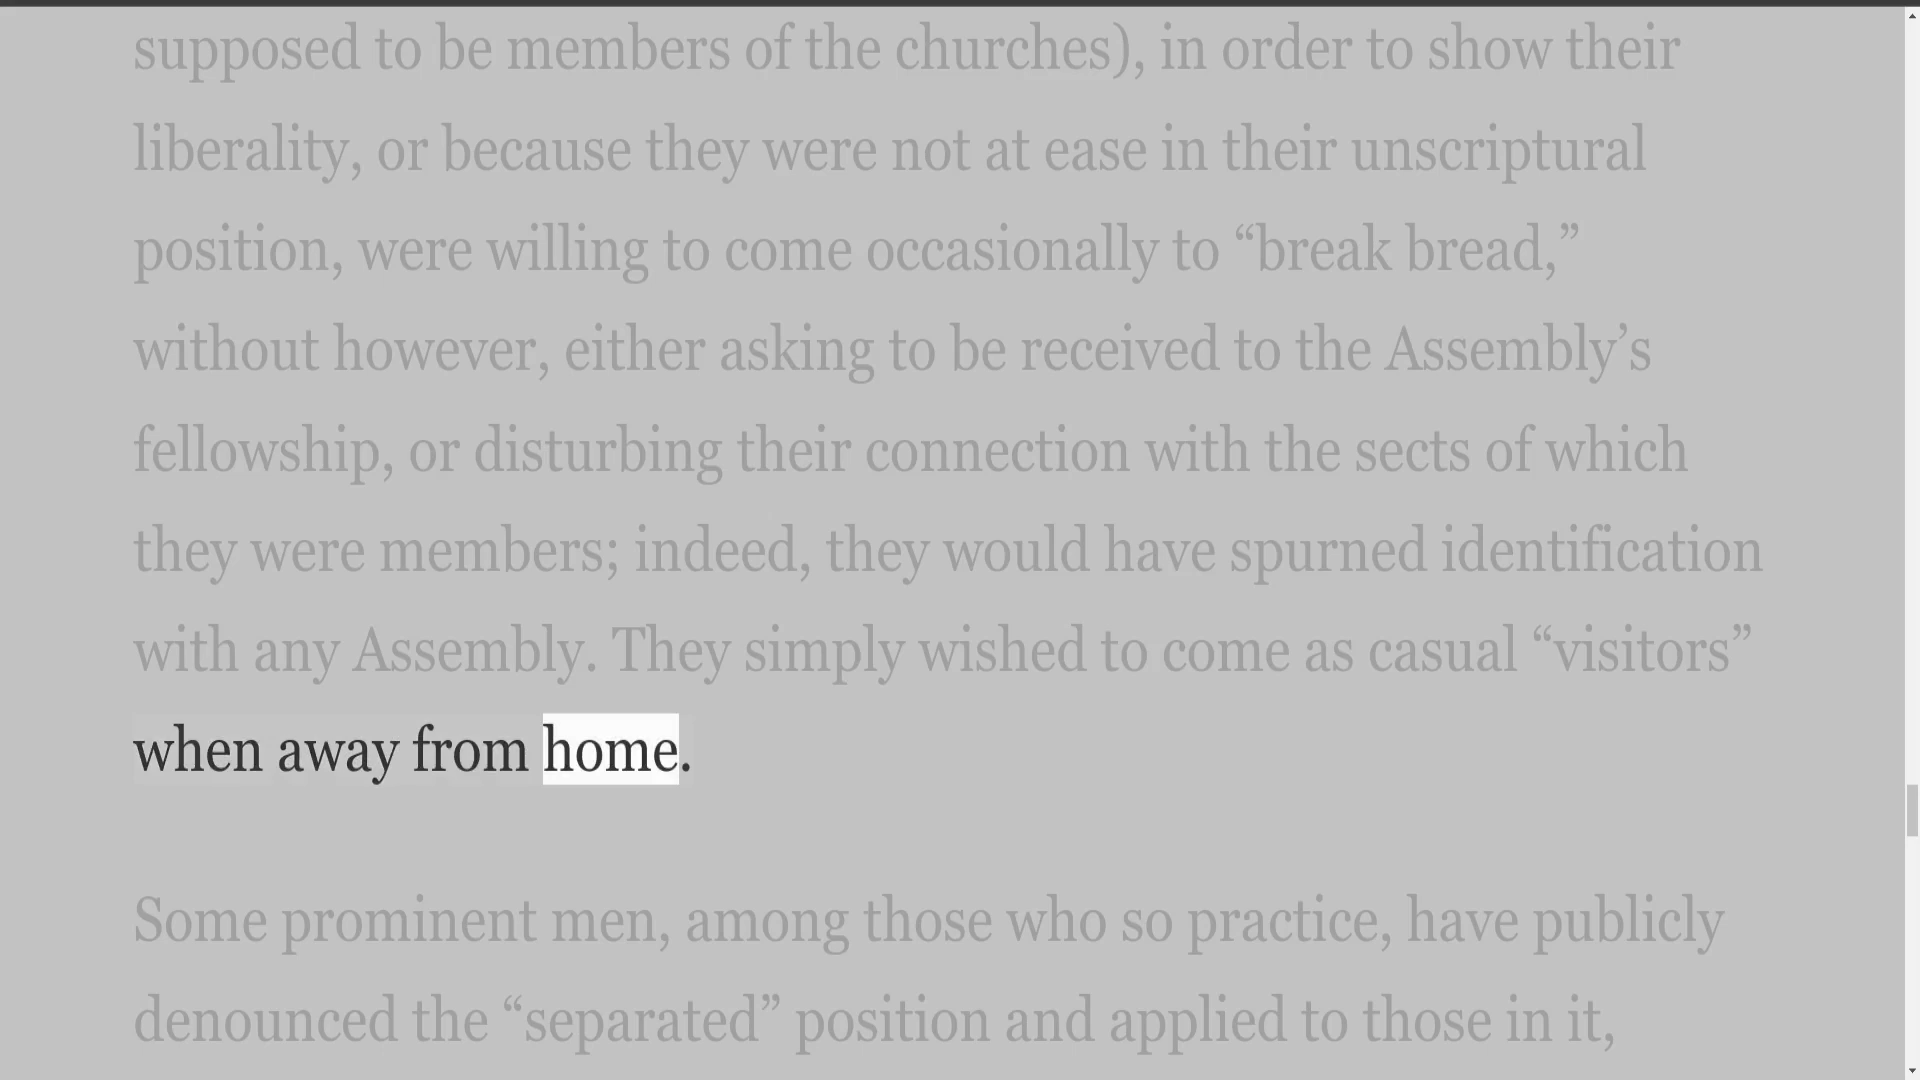 supposed to be members of the churches), in order to show their
liberality, or because they were not at ease in their unscriptural
position, were willing to come occasionally to “break bread,”
without however, either asking to be received to the Assembly’s
fellowship, or disturbing their connection with the sects of which
they were members; indeed, they would have spurned identification
with any Assembly. They simply wished to come as casual “visitors”
when away from home.
Some prominent men, among those who so practice, have publicly
denounced the “separated” position and applied to those in it,